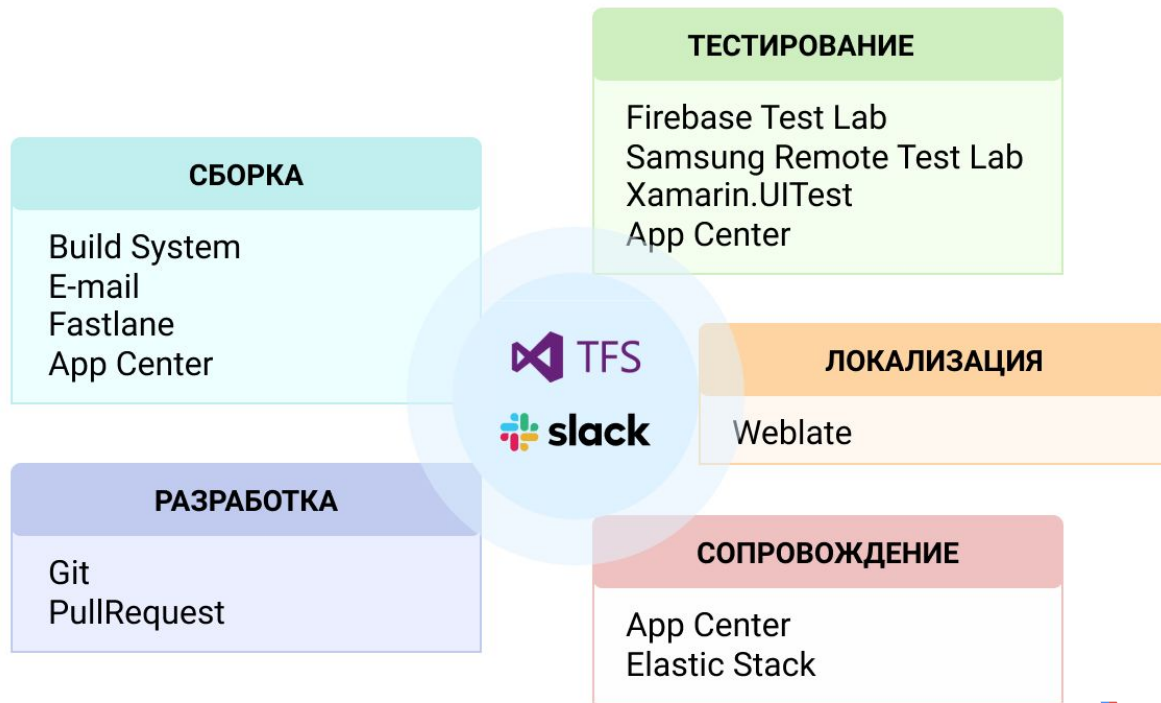 ТЕСТИРОВАНИЕ
Firebase Test Lab
Samsung Remote Test Lab
Xamarin.UITest
App Center
СБОРКА
Build System
E-mail
Fastlane
App Center
TFS
slack
ЛОКАЛИЗАЦИЯ
Weblate
РАЗРАБОТКА
Git
PullRequest
СОПРОВОЖДЕНИЕ
App Center
Elastic Stack